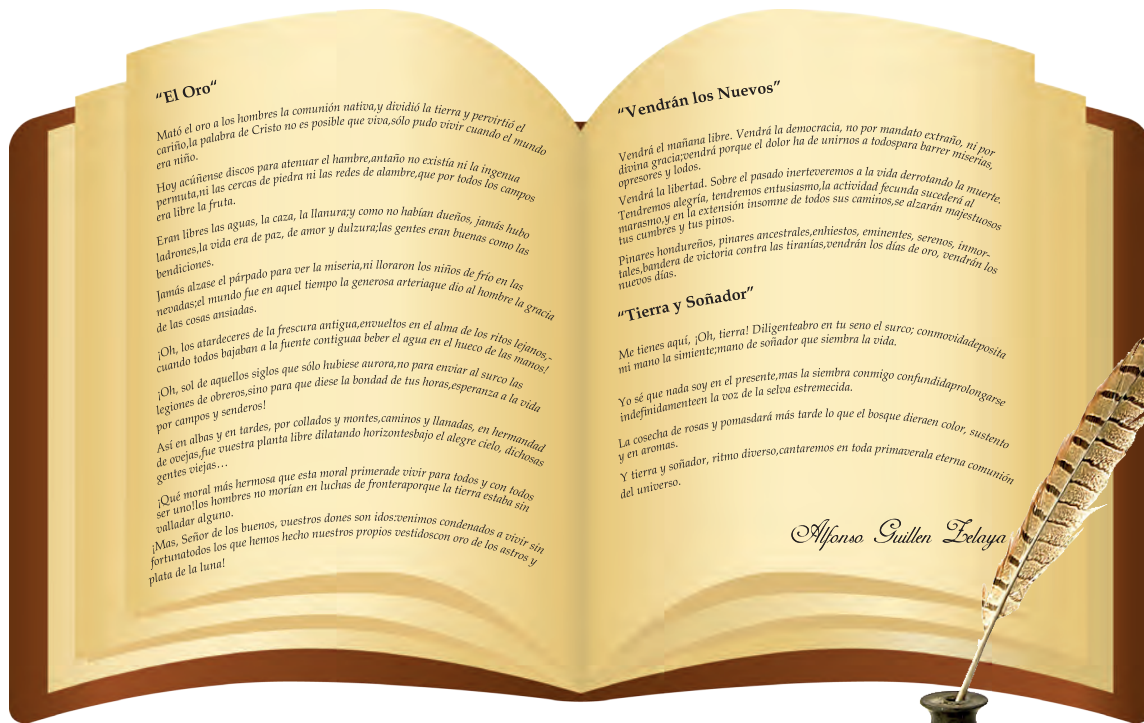 “El Oro“
Mató el oro a los hombres la comunión nativa,y dividió la tierra y pervirtió el
cariño,la palabra de Cristo no es posible que viva,sólo pudo vivir cuando el mundo
era niño.
Hoy acúñense discos para atenuar el hambre,antaño no existía ni la ingenua
permuta,ni las cercas de piedra ni las redes de alambre,que por todos los campos
era libre la fruta.
Eran libres las aguas, la caza, la llanura;y como no habían dueños, jamás hubo
ladrones,la vida era de paz, de amor y dulzura;las gentes eran buenas como las
bendiciones.
Jamás alzase el párpado para ver la miseria,ni lloraron los niños de frío en las
nevadas;el mundo fue en aquel tiempo la generosa arteriaque dio al hombre la gracia
de las cosas ansiadas.
¡Oh, los atardeceres de la frescura antigua,envueltos en el alma de los ritos lejanos,-
cuando todos bajaban a la fuente contiguaa beber el agua en el hueco de las manos!
¡Oh, sol de aquellos siglos que sólo hubiese aurora,no para enviar al surco las
legiones de obreros,sino para que diese la bondad de tus horas,esperanza a la vida
por campos y senderos!
Así en albas y en tardes, por collados y montes,caminos y llanadas, en hermandad
de ovejas,fue vuestra planta libre dilatando horizontesbajo el alegre cielo, dichosas
gentes viejas…
¡Qué moral más hermosa que esta moral primerade vivir para todos y con todos
ser uno!los hombres no morían en luchas de fronteraporque la tierra estaba sin
valladar alguno.
¡Mas, Señor de los buenos, vuestros dones son idos:venimos condenados a vivir sin
fortunatodos los que hemos hecho nuestros propios vestidoscon oro de los astros y
plata de la luna!
“Vendrán los Nuevos”
Vendrá el mañana libre. Vendrá la democracia, no por mandato extraño, ni por
divina gracia;vendrá porque el dolor ha de unirnos a todospara barrer miserias,
opresores y lodos.
Vendrá la libertad. Sobre el pasado inerteveremos a la vida derrotando la muerte.
Tendremos alegría, tendremos entusiasmo,la actividad fecunda sucederá al
marasmo,y en la extensión insomne de todos sus caminos,se alzarán majestuosos
tus cumbres y tus pinos.
Pinares hondureños, pinares ancestrales,enhiestos, eminentes, serenos, inmor-
tales,bandera de victoria contra las tiranías,vendrán los días de oro, vendrán los
nuevos días.
“Tierra y Soñador”
Me tienes aquí, ¡Oh, tierra! Diligenteabro en tu seno el surco; conmovidadeposita
mi mano la simiente;mano de soñador que siembra la vida.
Yo sé que nada soy en el presente,mas la siembra conmigo confundidaprolongarse
indefinidamenteen la voz de la selva estremecida.
La cosecha de rosas y pomasdará más tarde lo que el bosque dieraen color, sustento
y en aromas.
Y tierra y soñador, ritmo diverso,cantaremos en toda primaverala eterna comunión
del universo.
Alfonso Guillen Zelaya